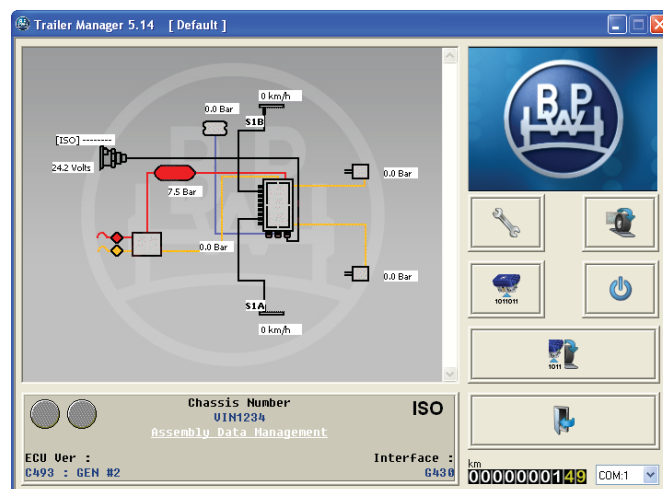 Trailer Manager 5.14 [ Default ]
0 km/h
0.0 Bar
S1B
[ISO] --------
24.2 Volts
0.0 Bar
7.5 Bar
0.0 Bar
0.0 Bar
S1A
0 km/h
BPW
1011011
1011
Chassis Number
VIN1234
ISO
Assembly Data Management
ECU Ver :
Interface :
C493 : GEN #2
G430
km
0000000149
COM:1